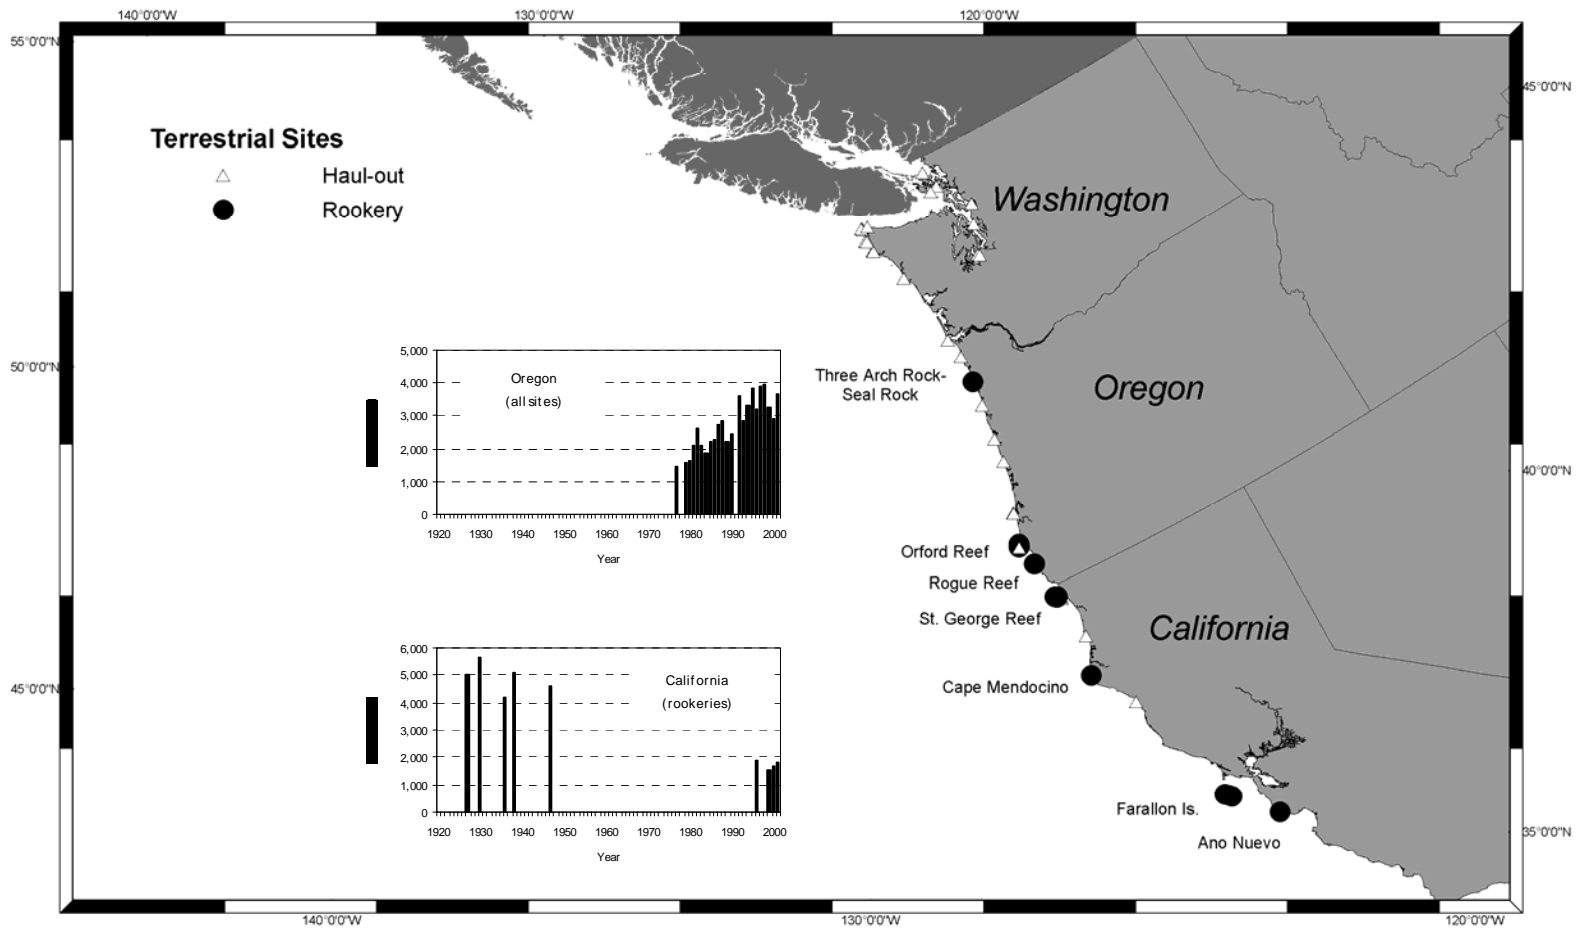 140°0'0"W
130°0'0"W
120°0'0"W
55°0'0"N
45°0'0"N
Terrestrial Sites
Haul-out
Rookery
Washington
5,000
4,000
3,000
2,000
1,000
0
Oregon
(all sites)
1920 1930 1940 1950 1960 1970 1980 1990 2000
Year
50°0'0"N
Three Arch Rock-
Seal Rock
Oregon
40°0'0"N
Orford Reef
Rogue Reef
St. George Reef
California
6,000
5,000
4,000
3,000
2,000
1,000
0
California
(rookeries)
1920 1930 1940 1950 1960 1970 1980 1990 2000
Year
45°0'0"N
Cape Mendocino
Farallon Is.
Ano Nuevo
35°0'0"N
140°0'0"W
130°0'0"W
120°0'0"W